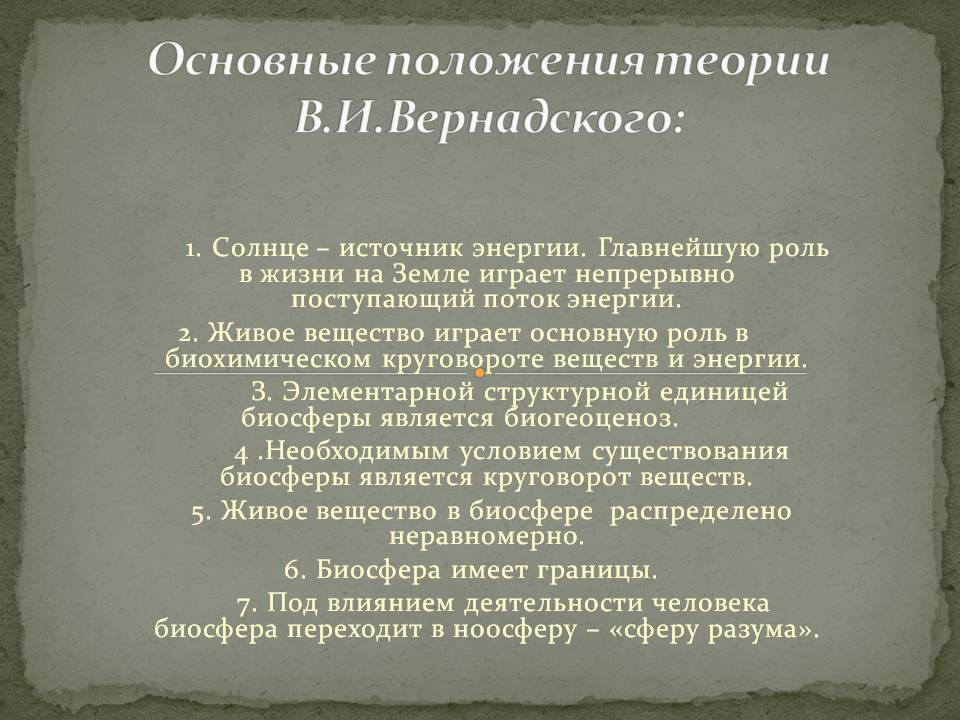 Основные положения теории
В.И.Вернадского:
1. Солнце – источник энергии. Главнейшую роль
в жизни на Земле играет непрерывно
поступающий поток энергии.
2. Живое вещество играет основную роль в
биохимическом круговороте веществ и энергии.
3. Элементарной структурной единицей
биосферы является биогеоценоз.
4 .Необходимым условием существования
биосферы является круговорот веществ.
5. Живое вещество в биосфере  распределено
неравномерно.
6. Биосфера имеет границы.
7. Под влиянием деятельности человека
биосфера переходит в ноосферу – «сферу разума».